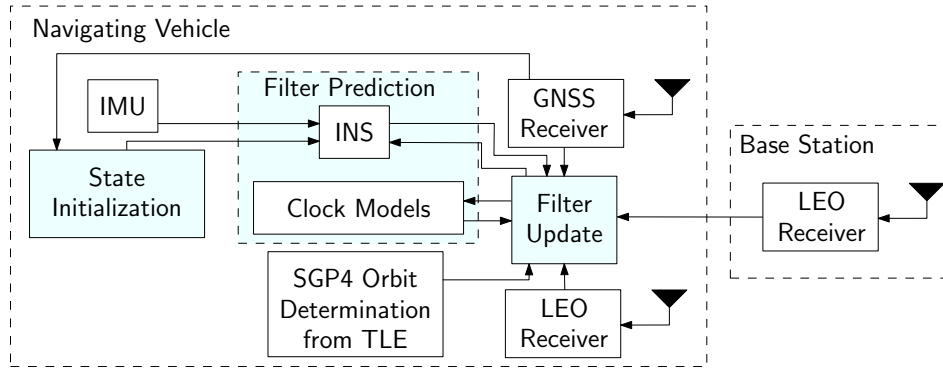 Navigating Vehicle
IMU
Filter Prediction
INS
GNSS
Receiver
State
Initialization
Clock Models
Filter
Update
SGP4 Orbit
Determination
from TLE
LEO
Receiver
Base Station
LEO
Receiver